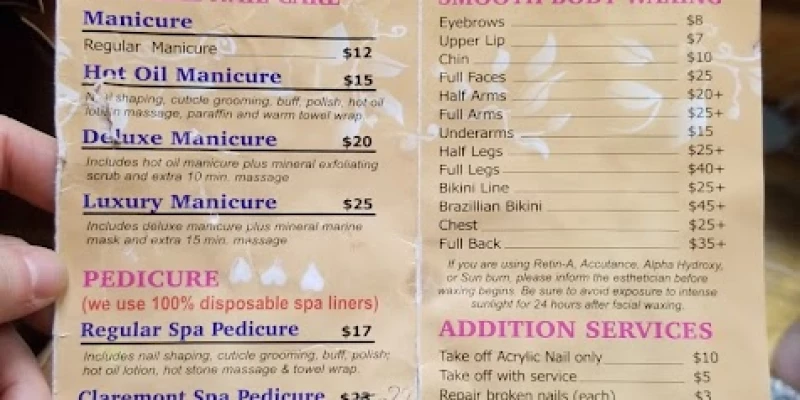 NAIL CARE
Manicure
Regular Manicure $12
Hot Oil Manicure $15
shaping, cuticle grooming, buff, polish, hot oil
lotion massage, paraffin and warm towel wrap.
Deluxe Manicure $20
Includes hot oil manicure plus mineral exfoliating
scrub and extra 10 min. massage
Luxury Manicure $25
Includes deluxe manicure plus mineral marine
mask and extra 15 min. massage
PEDICURE
(we use 100% disposable spa liners)
Regular Spa Pedicure $17
Includes nail shaping, cuticle grooming, buff, polish;
hot oil lotion, hot stone massage & towel wrap.
Claremont Spa Pedicure
SMOOTH BODY WAXING
Eyebrows $8
Upper Lip $7
Chin $10
Full Faces $25
Half Arms $20+
Full Arms $25+
Underarms $15
Half Legs $25+
Full Legs $40+
Bikini Line $25+
Brazillian Bikini $45+
Chest $25+
Full Back $35+
If you are using Retin-A, Accutance, Alpha Hydroxy,
or Sun burn, please inform the esthetician before
waxing begins. Be sure to avoid exposure to intense
sunlight for 24 hours after facial waxing.
ADDITION SERVICES
Take off Acrylic Nail only $10
Take off with service $5
Repair broken nails (each) $3